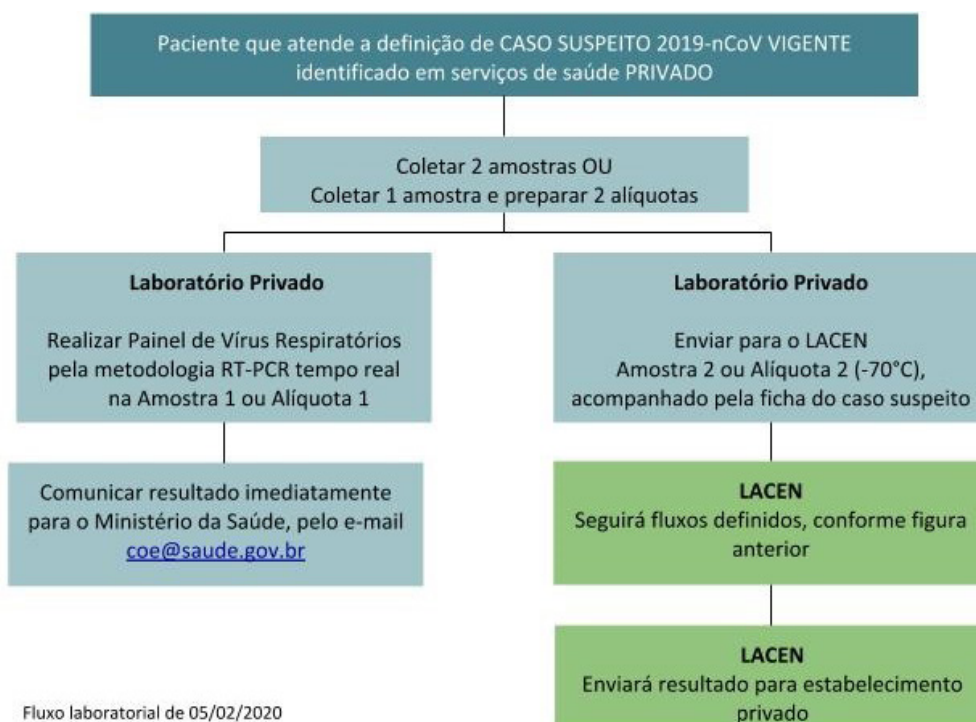 Paciente que atende a definição de CASO SUSPEITO 2019-nCoV VIGENTE
identificado em serviços de saúde PRIVADO
Coletar 2 amostras OU
Coletar 1 amostra e preparar 2 alíquotas
Laboratório Privado
Realizar Painel de Vírus Respiratórios
pela metodologia RT-PCR tempo real
na Amostra 1 ou Alíquota 1
Comunicar resultado imediatamente
para o Ministério da Saúde, pelo e-mail
coe@saude.gov.br
Laboratório Privado
Enviar para o LACEN
Amostra 2 ou Alíquota 2 (-70°C),
acompanhado pela ficha do caso suspeito
LACEN
Seguirá fluxos definidos, conforme figura
anterior
LACEN
Enviará resultado para estabelecimento
privado
Fluxo laboratorial de 05/02/2020